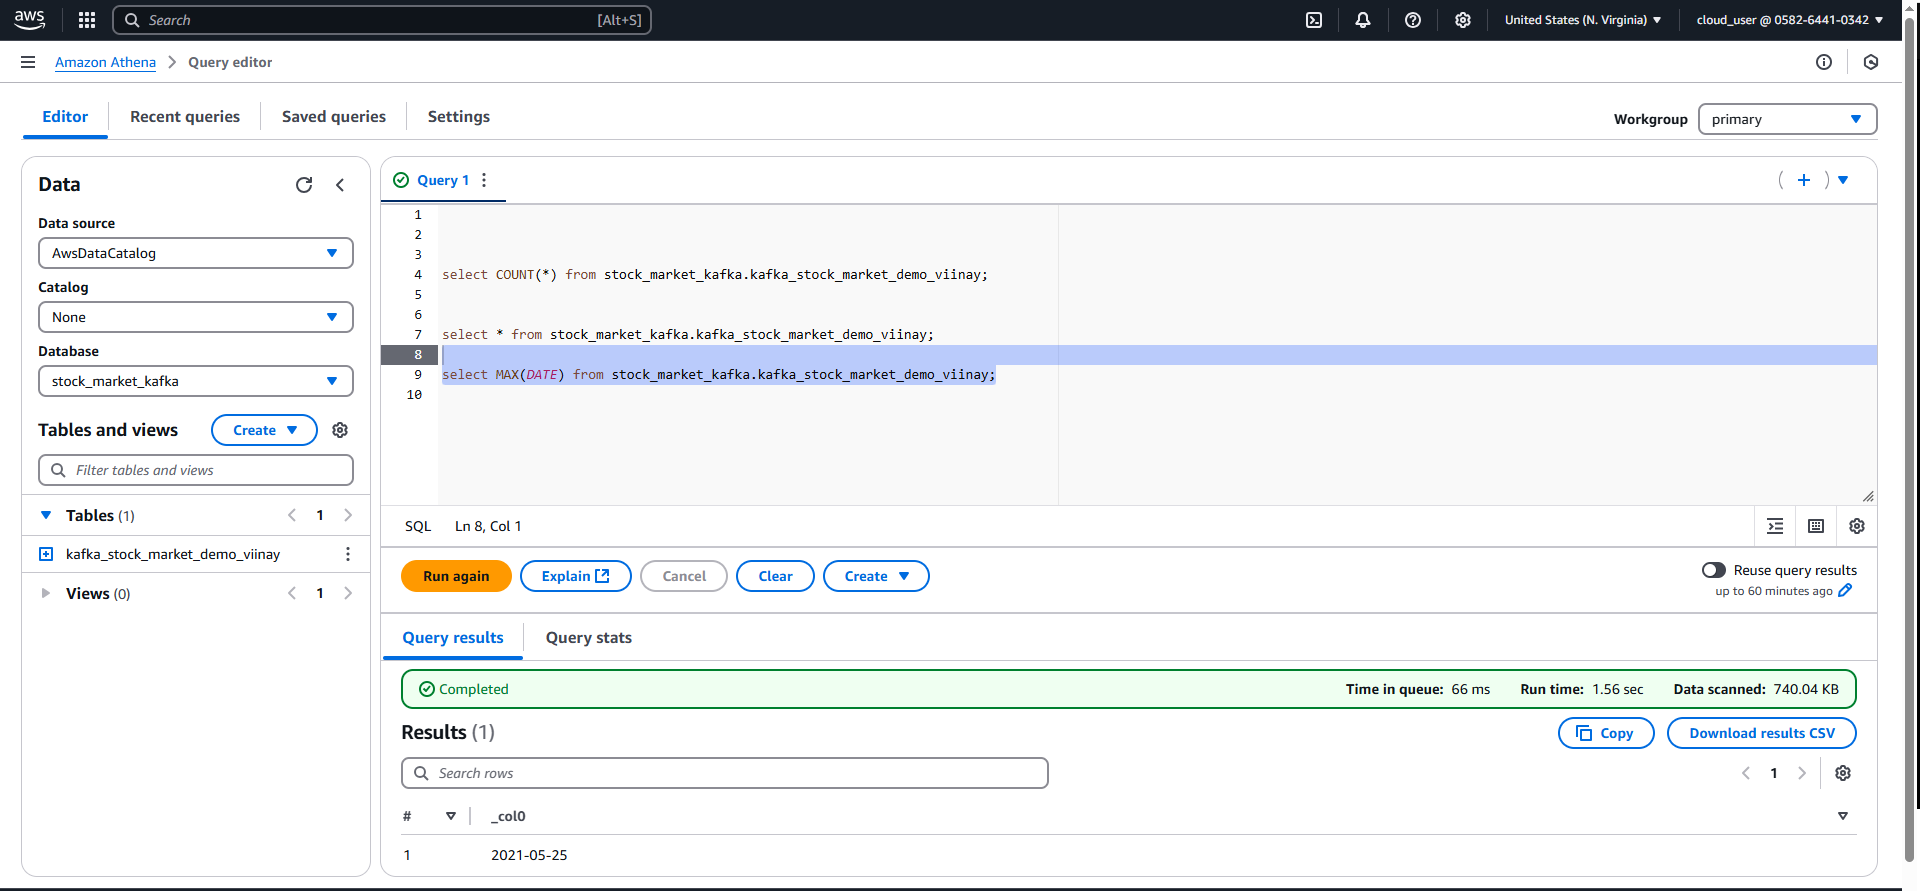 aws
Search [Alt+S]
United States (N. Virginia)
cloud_user @ 0582-6441-0342
Amazon Athena
Query editor
Editor
Recent queries
Saved queries
Settings
Workgroup
primary
Data
Data source
AwsDataCatalog
Catalog
None
Database
stock_market_kafka
Tables and views
Create
Filter tables and views
Tables (1)
1
kafka_stock_market_demo_viinay
Views (0)
1
Query 1
( + )
1
2
3
4 select COUNT(*) from stock_market_kafka.kafka_stock_market_demo_viinay;
5
6
7 select * from stock_market_kafka.kafka_stock_market_demo_viinay;
8
9 select MAX(DATE) from stock_market_kafka.kafka_stock_market_demo_viinay;
10
SQL Ln 8, Col 1
Run again
Explain
Cancel
Clear
Create
Reuse query results
up to 60 minutes ago
Query results
Query stats
Completed
Time in queue: 66 ms
Run time: 1.56 sec
Data scanned: 740.04 KB
Results (1)
Copy
Download results CSV
Search rows
1
# _col0
1 2021-05-25